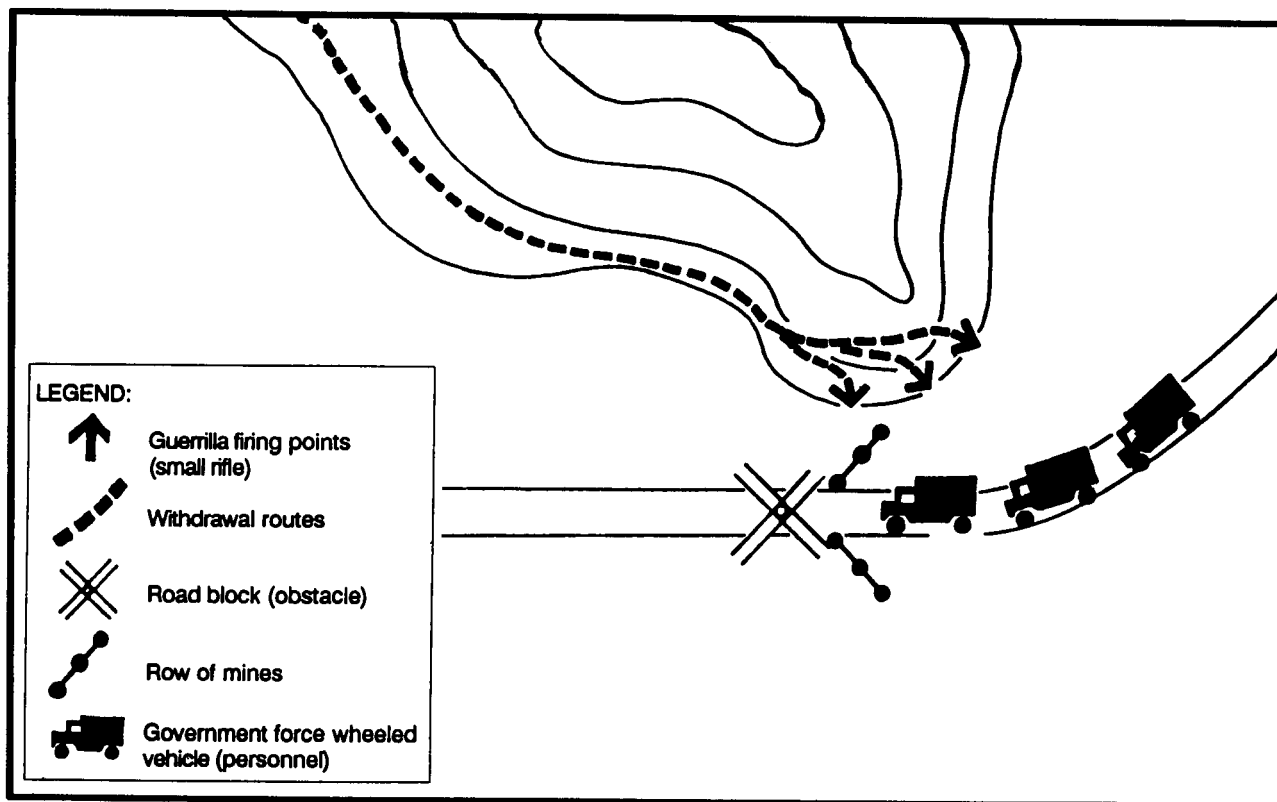 LEGEND:
Guerrilla firing points
(small rifle)
Withdrawal routes
Road block (obstacle)
Row of mines
Government force wheeled
vehicle (personnel)